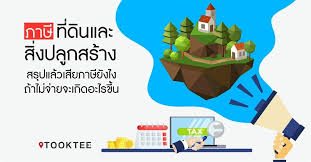 ภาษี ที่ดินและ
สิ่งปลูกสร้าง
สรุปแล้วเสียภาษียังไง
ถ้าไม่จ่ายจะเกิดอะไรขึ้น
TAX
TOOKTEE